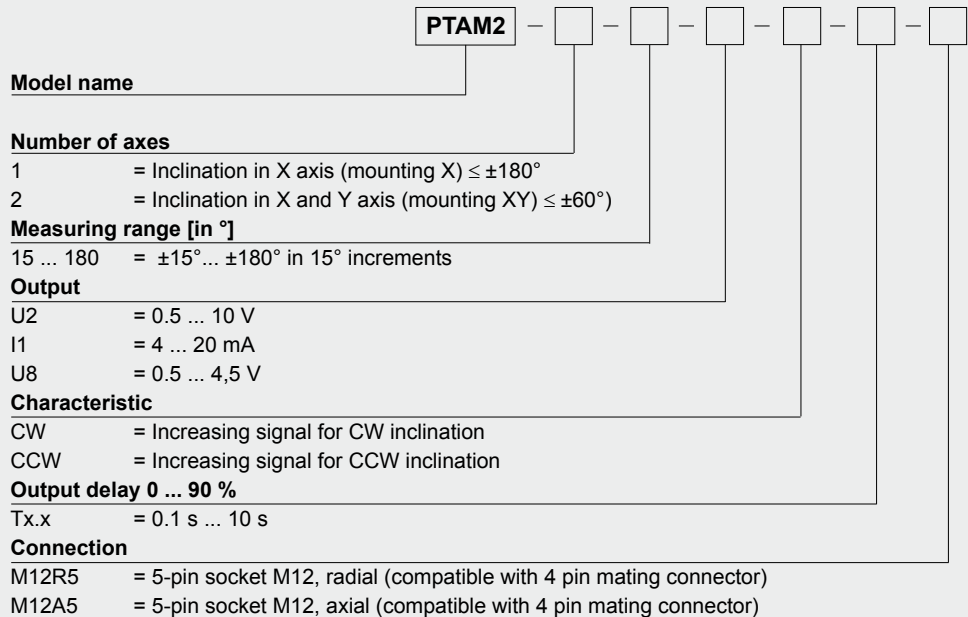 PTAM2 – – – – – –
Model name
Number of axes
1 = Inclination in X axis (mounting X) ≤ ±180°
2 = Inclination in X and Y axis (mounting XY) ≤ ±60°)
Measuring range [in °]
15 ... 180 = ±15°... ±180° in 15° increments
Output
U2 = 0.5 ... 10 V
I1 = 4 ... 20 mA
U8 = 0.5 ... 4,5 V
Characteristic
CW = Increasing signal for CW inclination
CCW = Increasing signal for CCW inclination
Output delay 0 ... 90 %
Tx.x = 0.1 s ... 10 s
Connection
M12R5 = 5-pin socket M12, radial (compatible with 4 pin mating connector)
M12A5 = 5-pin socket M12, axial (compatible with 4 pin mating connector)